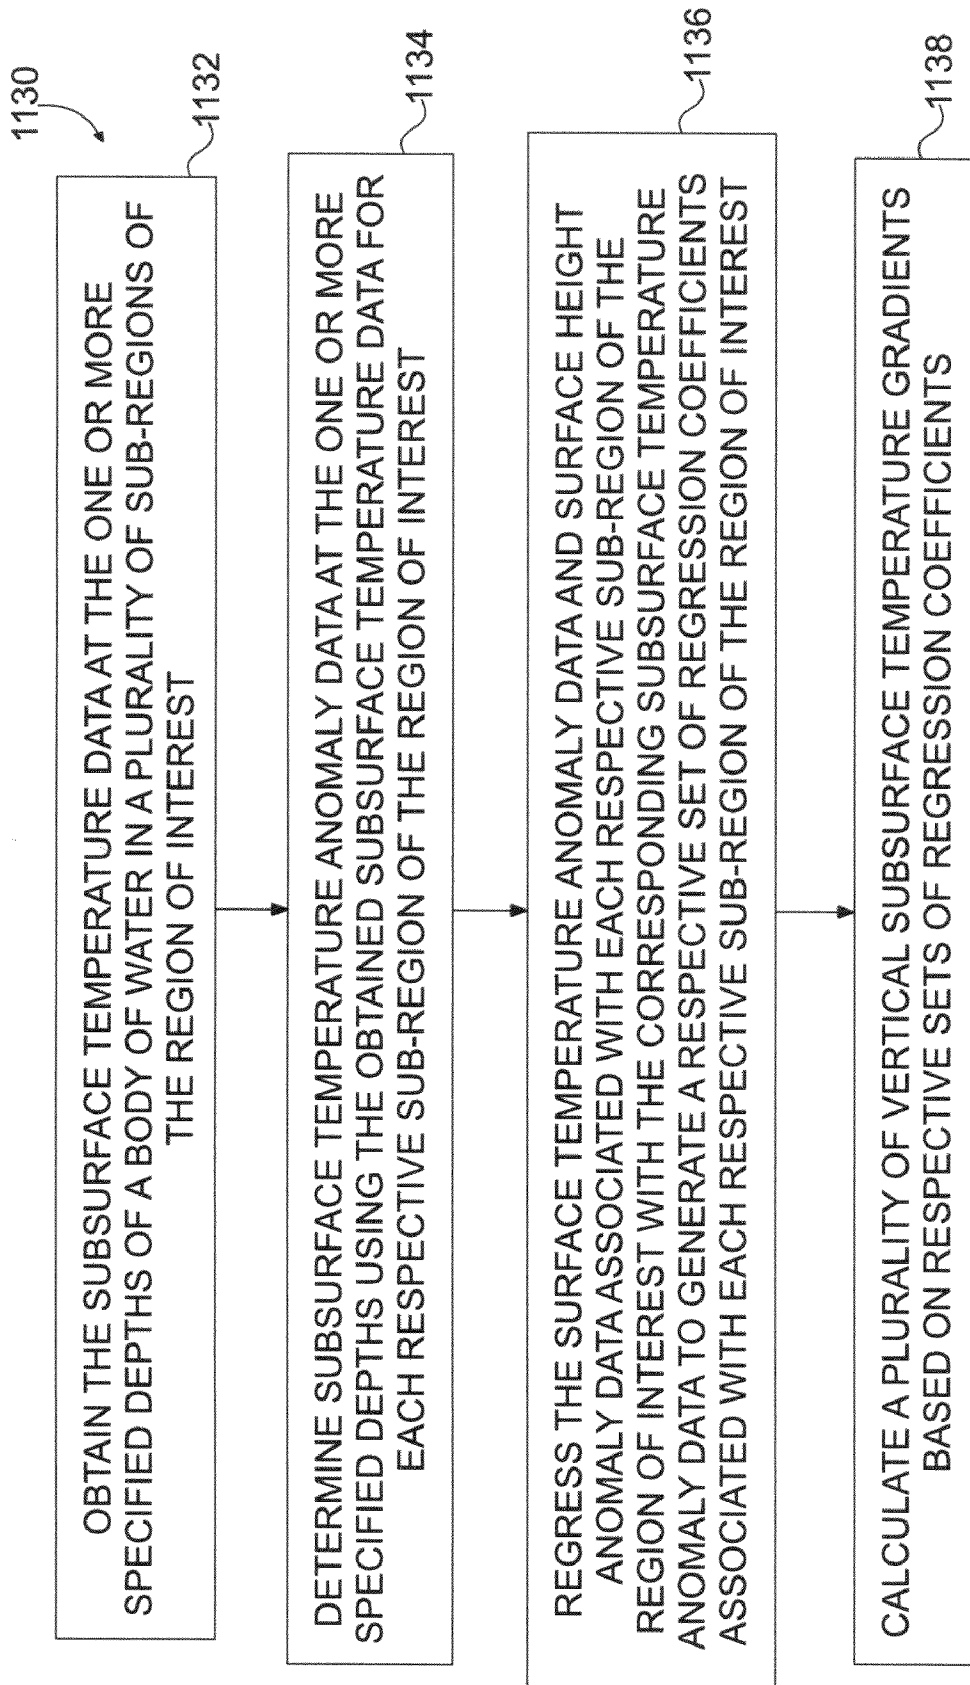 1130
OBTAIN THE SUBSURFACE TEMPERATURE DATA AT THE ONE OR MORE
SPECIFIED DEPTHS OF A BODY OF WATER IN A PLURALITY OF SUB-REGIONS OF
THE REGION OF INTEREST
1132
DETERMINE SUBSURFACE TEMPERATURE ANOMALY DATA AT THE ONE OR MORE
SPECIFIED DEPTHS USING THE OBTAINED SUBSURFACE TEMPERATURE DATA FOR
EACH RESPECTIVE SUB-REGION OF THE REGION OF INTEREST
1134
REGRESS THE SURFACE TEMPERATURE ANOMALY DATA AND SURFACE HEIGHT
ANOMALY DATA ASSOCIATED WITH EACH RESPECTIVE SUB-REGION OF THE
REGION OF INTEREST WITH THE CORRESPONDING SUBSURFACE TEMPERATURE
ANOMALY DATA TO GENERATE A RESPECTIVE SET OF REGRESSION COEFFICIENTS
ASSOCIATED WITH EACH RESPECTIVE SUB-REGION OF THE REGION OF INTEREST
1136
CALCULATE A PLURALITY OF VERTICAL SUBSURFACE TEMPERATURE GRADIENTS
BASED ON RESPECTIVE SETS OF REGRESSION COEFFICIENTS
1138